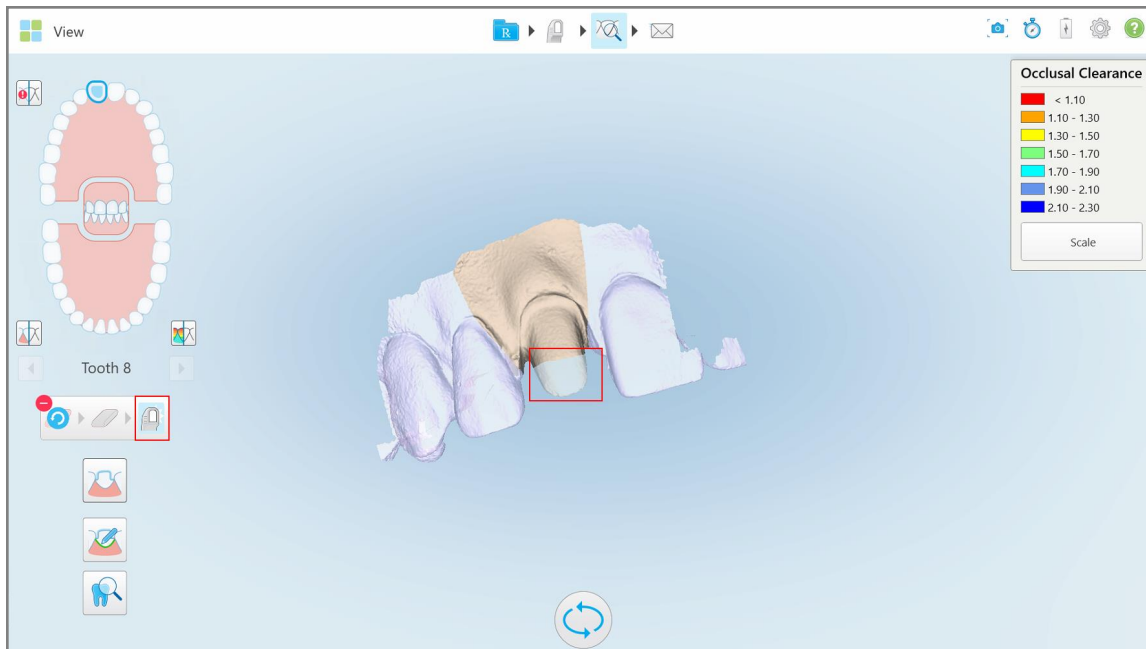 View
R
?
Occlusal Clearance
< 1.10
1.10 - 1.30
1.30 - 1.50
1.50 - 1.70
1.70 - 1.90
1.90 - 2.10
2.10 - 2.30
Scale
Tooth 8